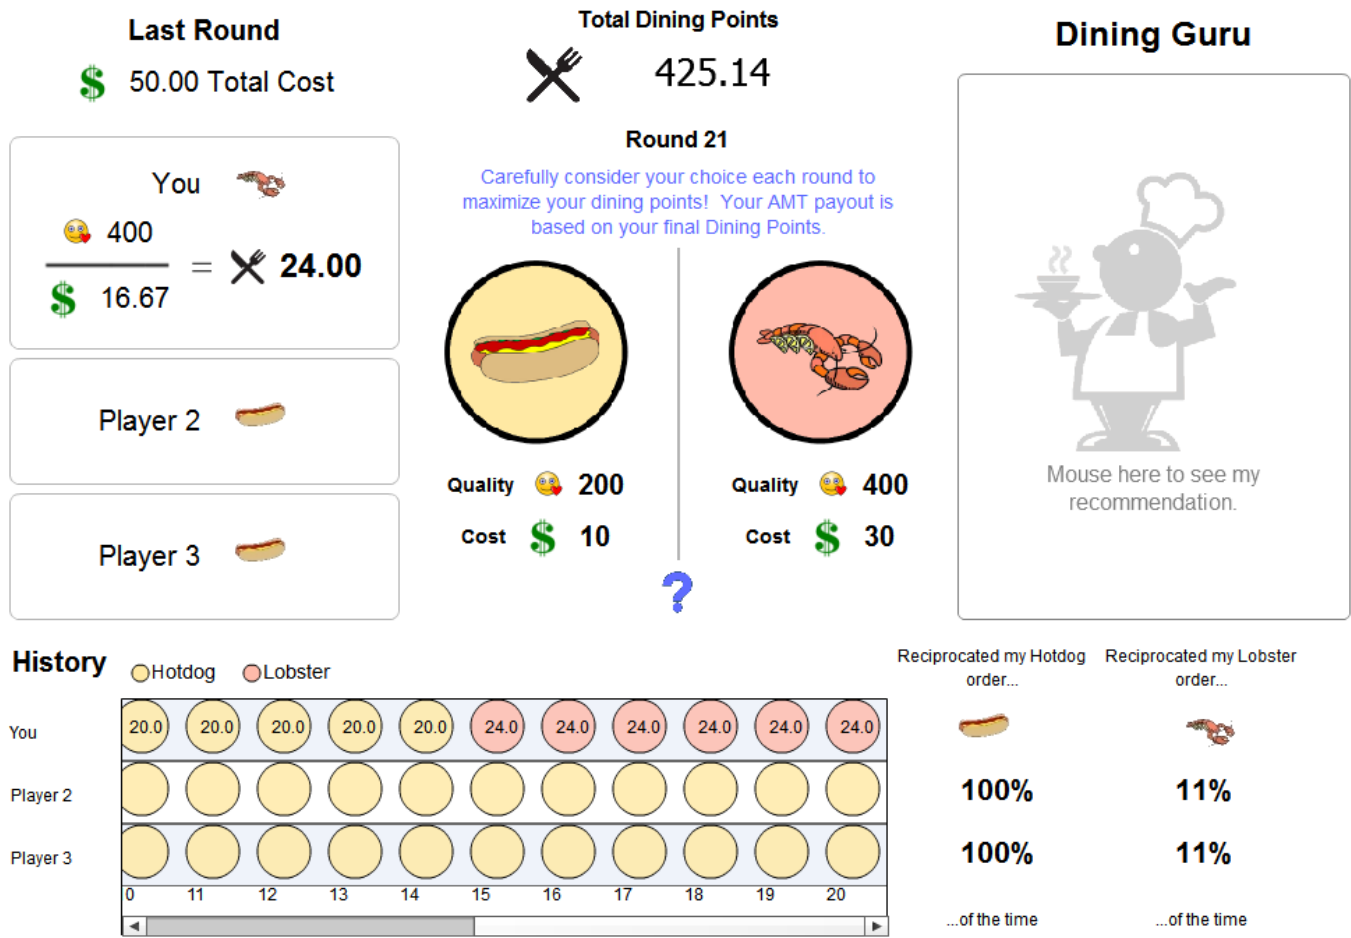 Last Round
$ 50.00 Total Cost
You
400
$ 16.67
= 24.00
Player 2
Player 3
Total Dining Points
425.14
Round 21
Carefully consider your choice each round to
maximize your dining points! Your AMT payout is
based on your final Dining Points.
Quality 200
Cost $ 10
Quality 400
Cost $ 30
?
Dining Guru
Mouse here to see my
recommendation.
History
Hotdog Lobster
You 20.0 20.0 20.0 20.0 20.0 24.0 24.0 24.0 24.0 24.0 24.0
Player 2
Player 3
0 11 12 13 14 15 16 17 18 19 20
Reciprocated my Hotdog
order...
100%
100%
...of the time
Reciprocated my Lobster
order...
11%
11%
...of the time